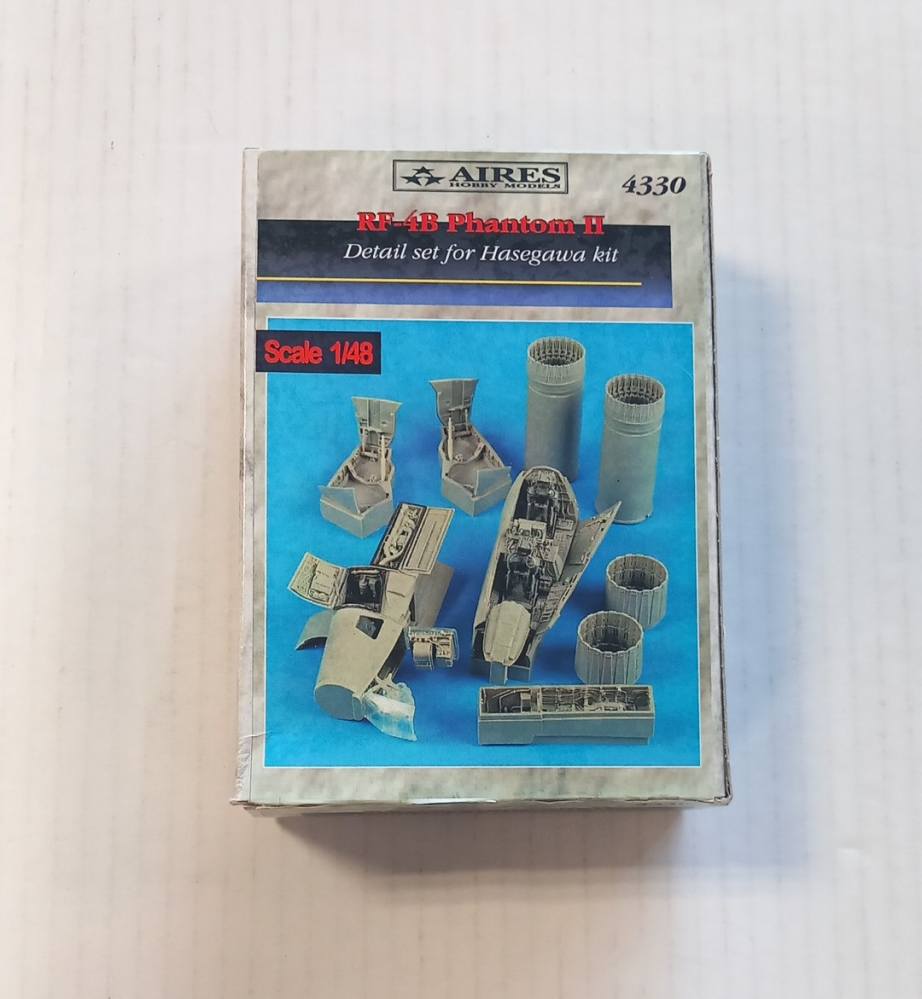 AIRES
HOBBY MODELS
4330
RF-4B Phantom II
Detail set for Hasegawa kit
Scale 1/48